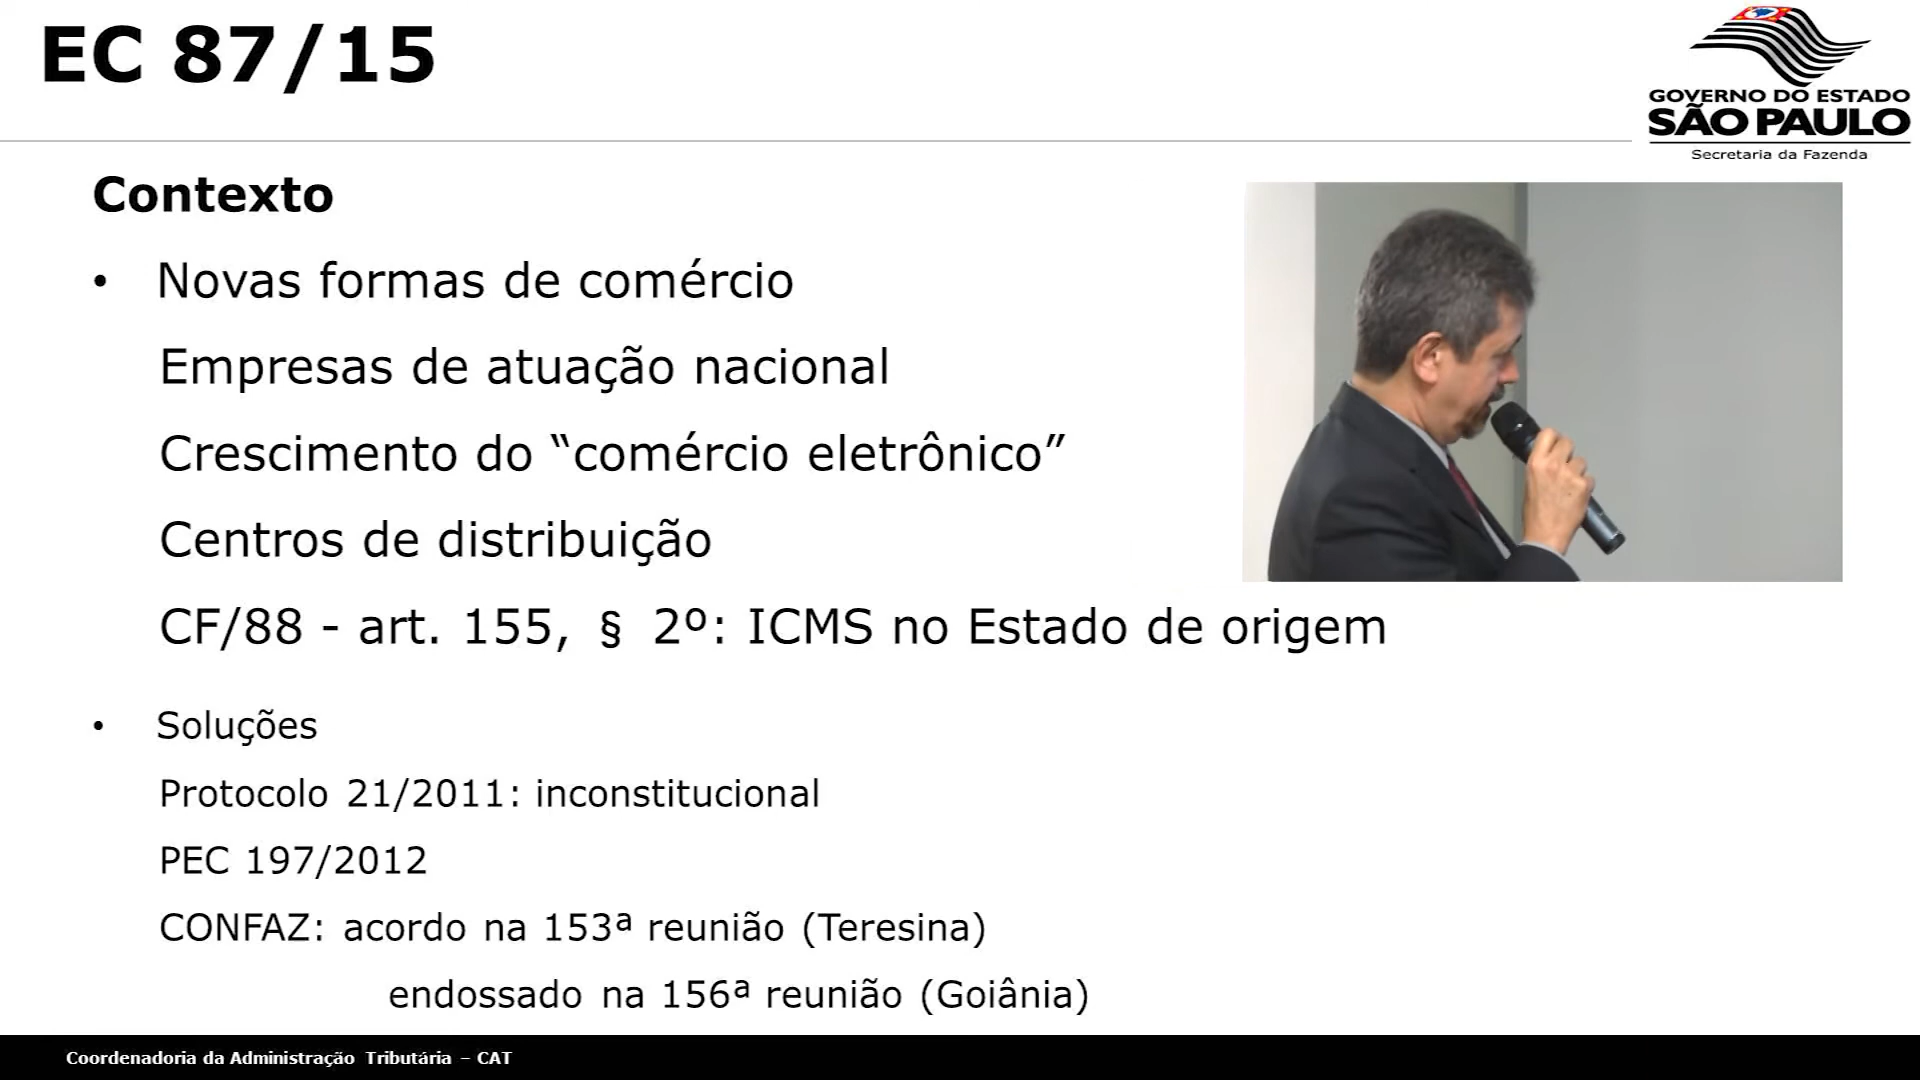 EC 87/15
GOVERNO DO ESTADO
SÃO PAULO
Secretaria da Fazenda
Contexto
• Novas formas de comércio
Empresas de atuação nacional
Crescimento do “comércio eletrônico”
Centros de distribuição
CF/88 - art. 155, § 2º: ICMS no Estado de origem
• Soluções
Protocolo 21/2011: inconstitucional
PEC 197/2012
CONFAZ: acordo na 153ª reunião (Teresina)
endossado na 156ª reunião (Goiânia)
Coordenadoria da Administração Tributária – CAT